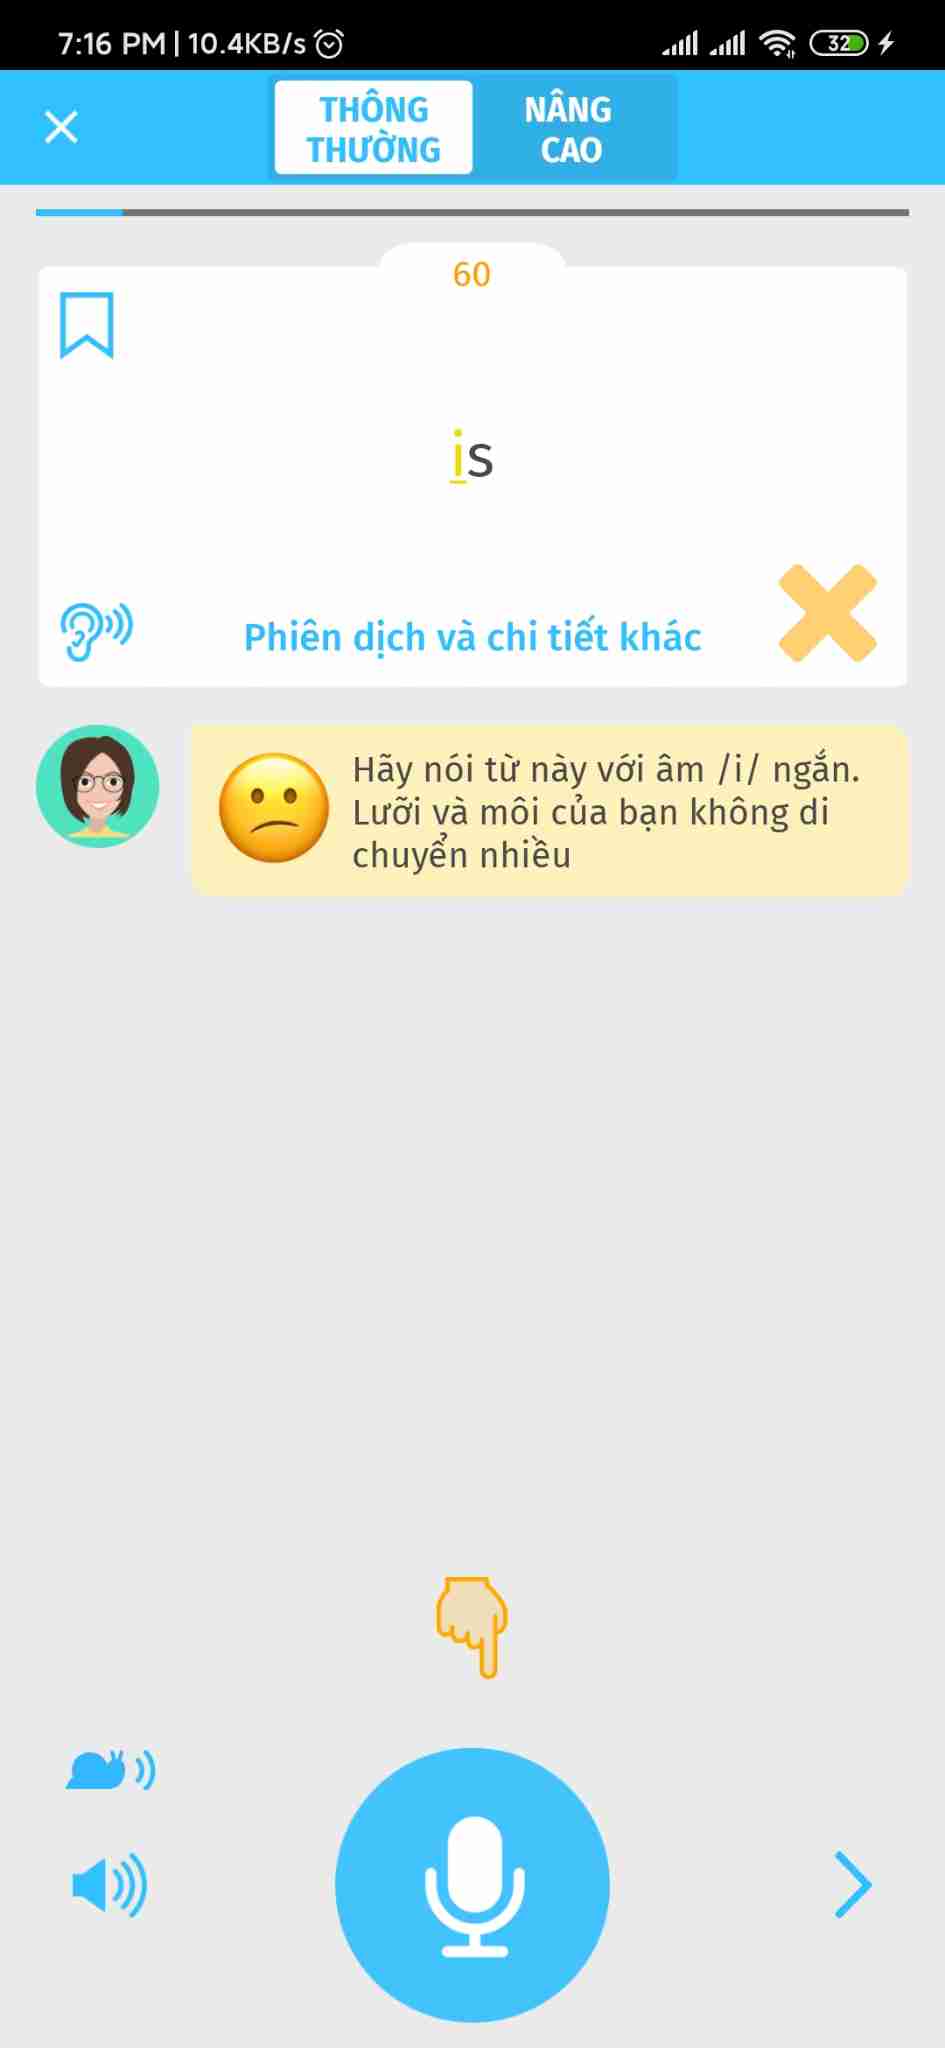 7:16 PM | 10.4KB/s
32
THÔNG
THƯỜNG
NÂNG
CAO
60
is
Phiên dịch và chi tiết khác
Hãy nói từ này với âm /i/ ngắn.
Lưỡi và môi của bạn không di
chuyển nhiều